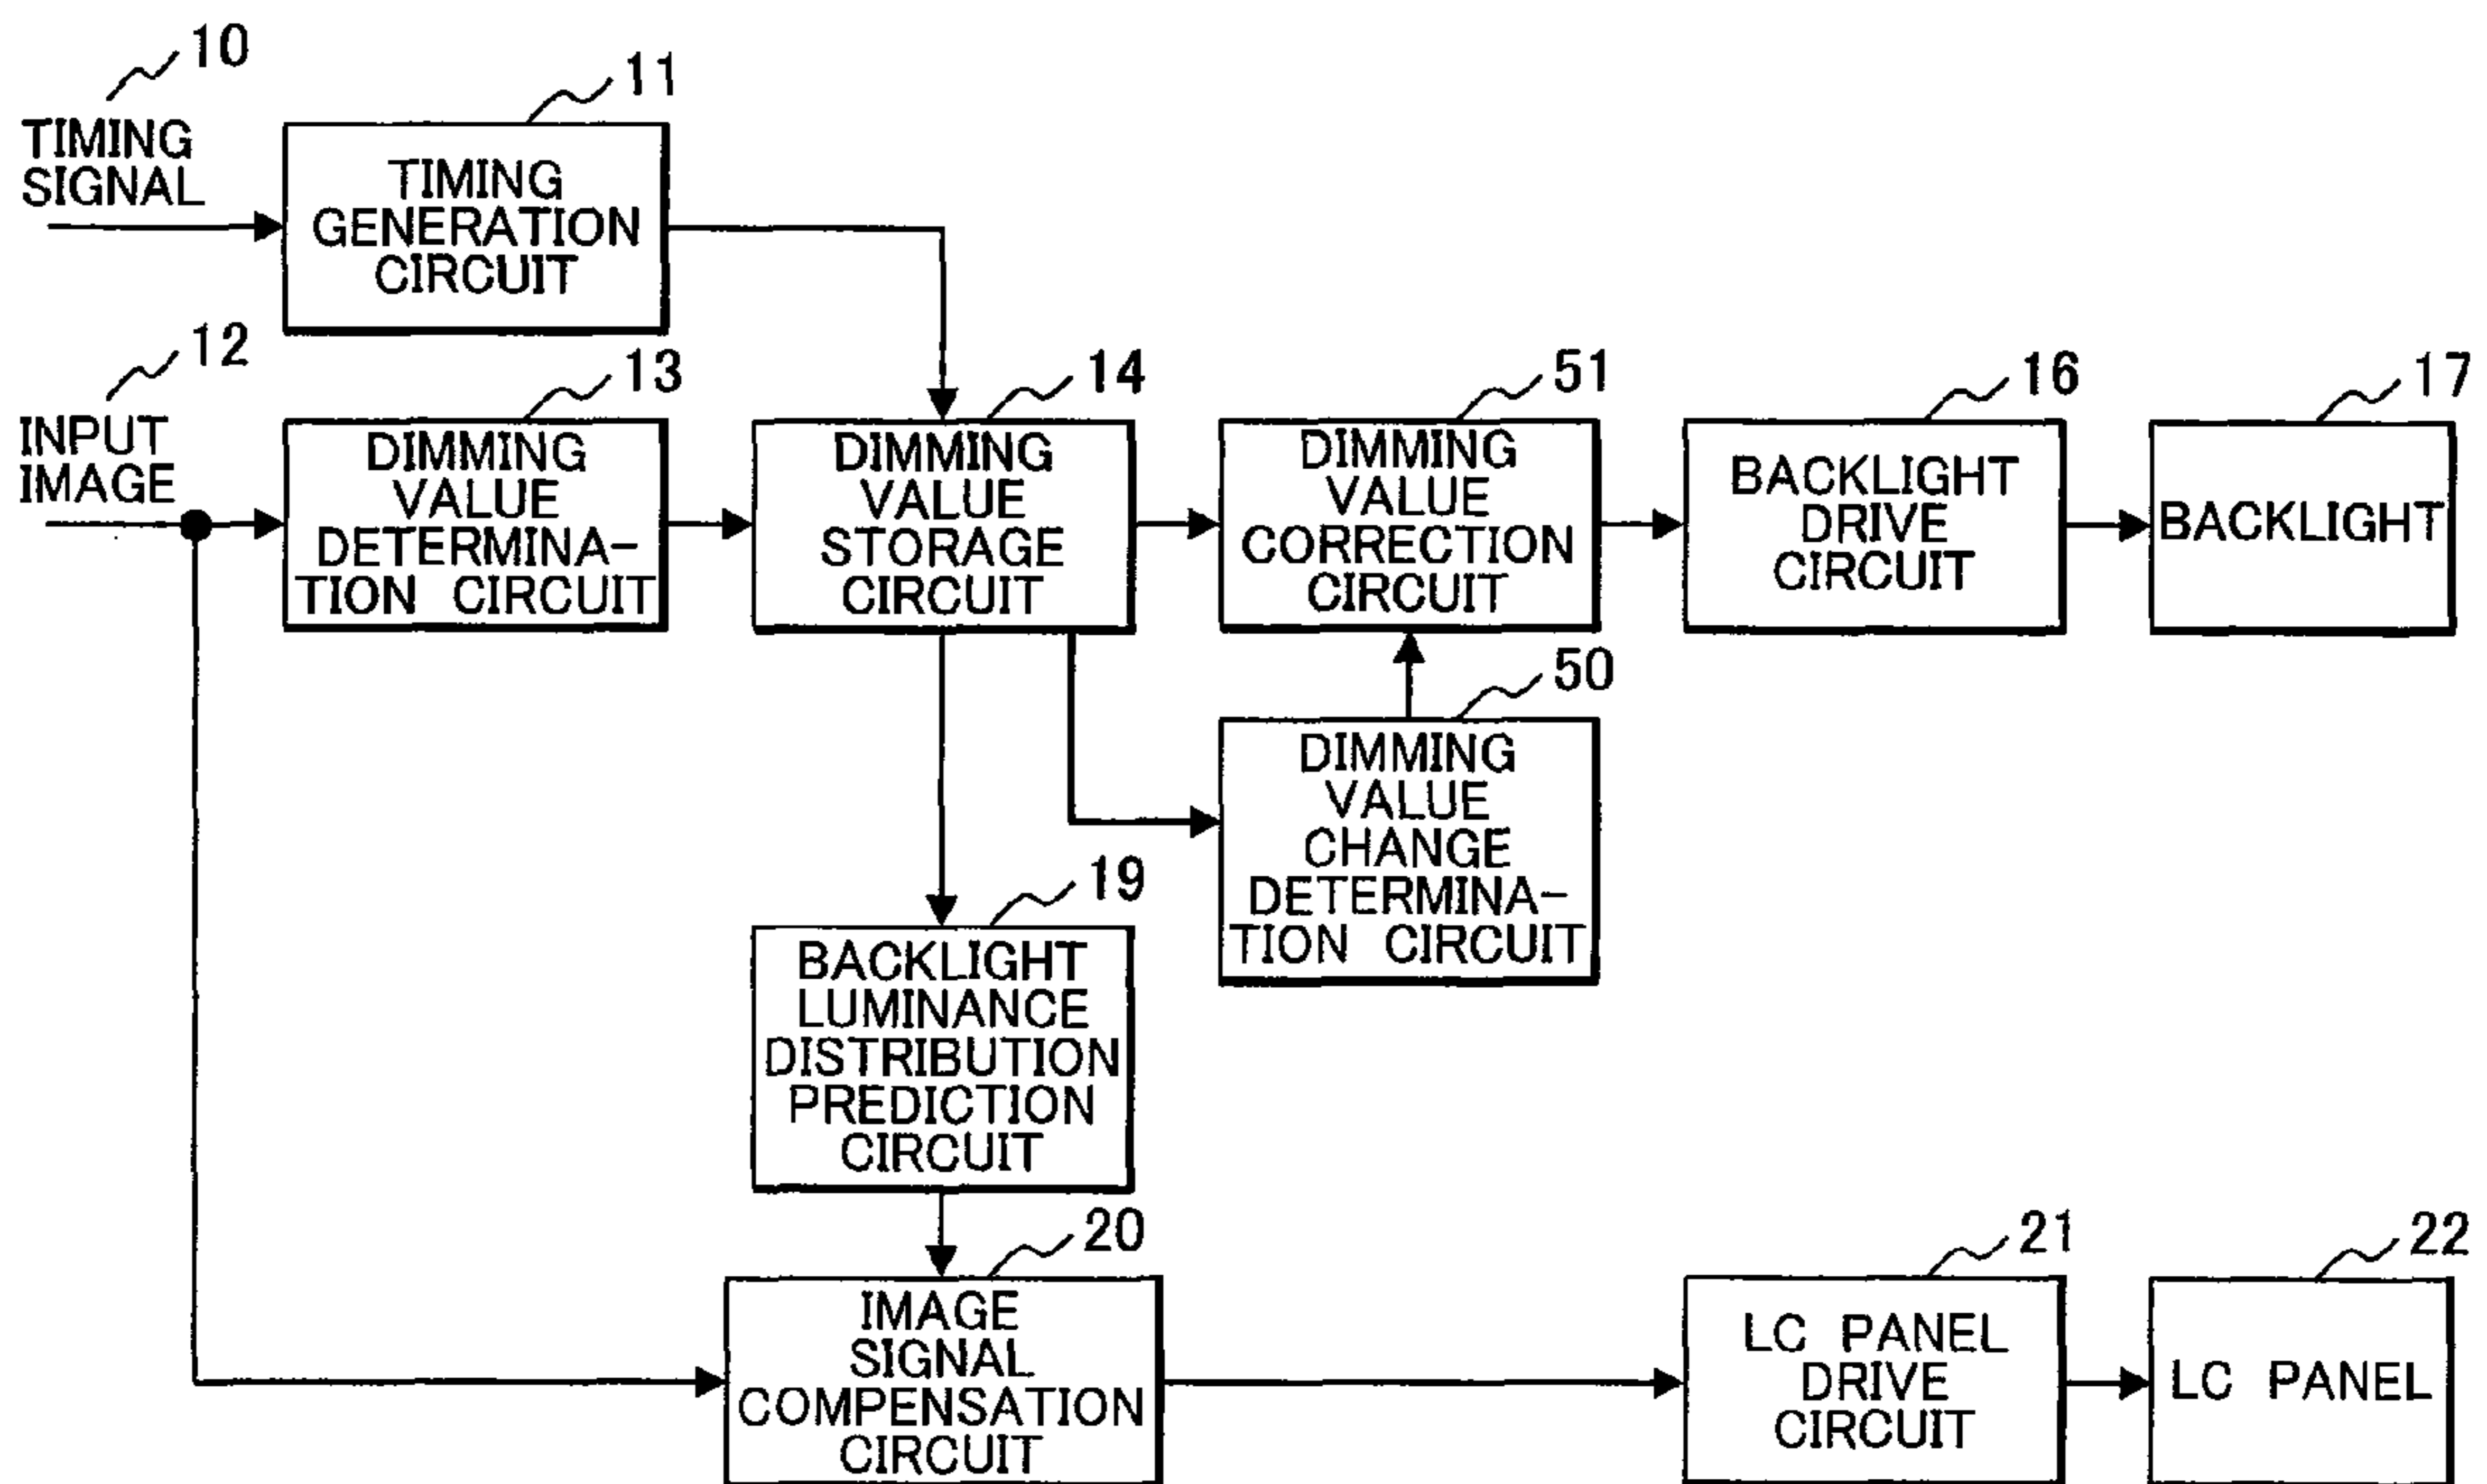 10
TIMING
SIGNAL
11
TIMING
GENERATION
CIRCUIT
12
INPUT
IMAGE
13
DIMMING
VALUE
DETERMINA-
TION CIRCUIT
14
DIMMING
VALUE
STORAGE
CIRCUIT
51
DIMMING
VALUE
CORRECTION
CIRCUIT
16
BACKLIGHT
DRIVE
CIRCUIT
17
BACKLIGHT
50
DIMMING
VALUE
CHANGE
DETERMINA-
TION CIRCUIT
19
BACKLIGHT
LUMINANCE
DISTRIBUTION
PREDICTION
CIRCUIT
20
IMAGE
SIGNAL
COMPENSATION
CIRCUIT
21
LC PANEL
DRIVE
CIRCUIT
22
LC PANEL